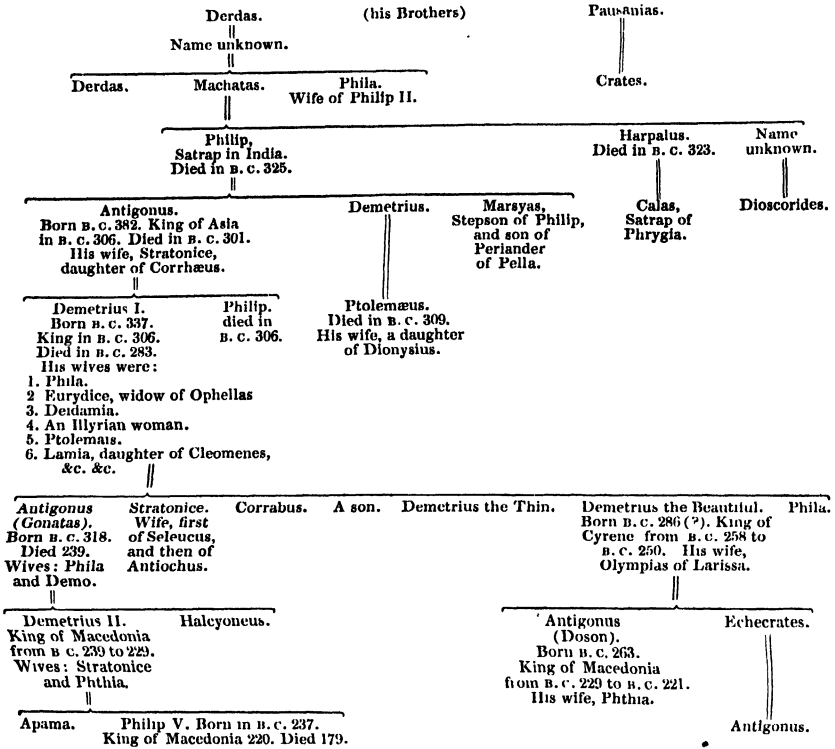 Derdas. (his Brothers) Pausanias.
Name unknown.
Derdas. Machatas. Phila. Crates.
Wife of Philip II.
Philip,
Satrap in India.
Died in B. C. 325.
Harpalus.
Died in B. C. 323.
Name
unknown.
Antigonus.
Born B. C. 382. King of Asia
in B. C. 306. Died in B. C. 301.
His wife, Stratonice,
daughter of Corrhæus.
Demetrius.
Marsyas,
Stepson of Philip,
and son of
Periander
of Pella.
Calas,
Satrap of
Phrygia.
Dioscorides.
Demetrius I.
Born B. C. 337.
King in B. C. 306.
Died in B. C. 283.
His wives were:
1. Phila.
2 Eurydice, widow of Ophellas
3. Deidamia.
4. An Illyrian woman.
5. Ptolemais.
6. Lamia, daughter of Cleomenes,
&c. &c.
Philip.
died in
B. C. 306.
Ptolemæus.
Died in B. C. 309.
His wife, a daughter
of Dionysius.
Antigonus
(Gonatas).
Born B. C. 318.
Died 239.
Wives: Phila
and Demo.
Stratonice.
Wife, first
of Seleucus,
and then of
Antiochus.
Corrabus.
A son.
Demetrius the Thin.
Demetrius the Beautiful.
Born B. C. 286 (?). King of
Cyrene from B. C. 258 to
B. C. 250. His wife,
Olympias of Larissa.
Phila.
Demetrius II.
King of Macedonia
from B C. 239 to 229.
Wives: Stratonice
and Phthia.
Halcyoneus.
Antigonus
(Doson).
Born B. C. 263.
King of Macedonia
from B. C. 229 to B. C. 221.
His wife, Phthia.
Echecrates.
Apama.
Philip V. Born in B. C. 237.
King of Macedonia 220. Died 179.
Antigonus.